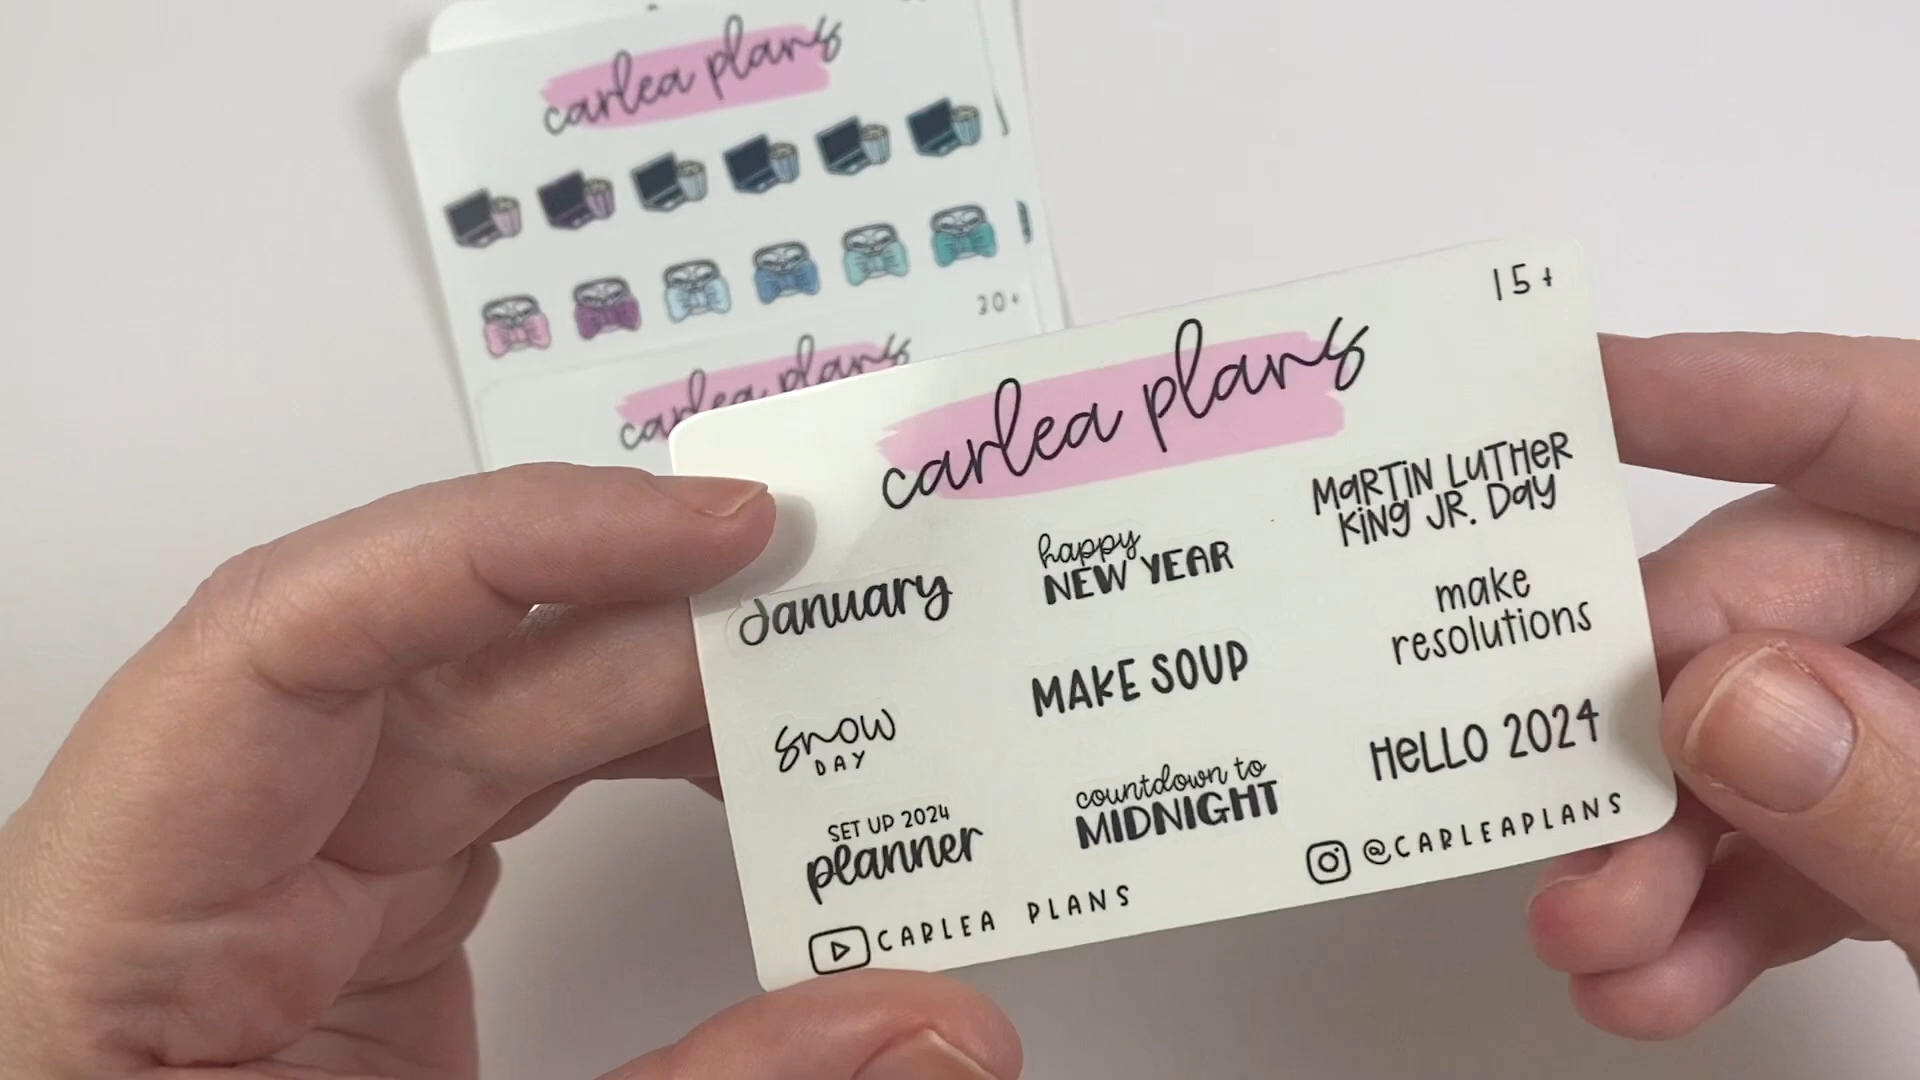 carlea plans
30+
carlea plans
15+
carlea plans
January
happy
NEW YEAR
MARTIN LUTHER
KING JR. DAY
snow
DAY
MAKE SOUP
make
resolutions
SET UP 2024
planner
countdown to
MIDNIGHT
HELLO 2024
CARLEA PLANS
@CARLEAPLANS